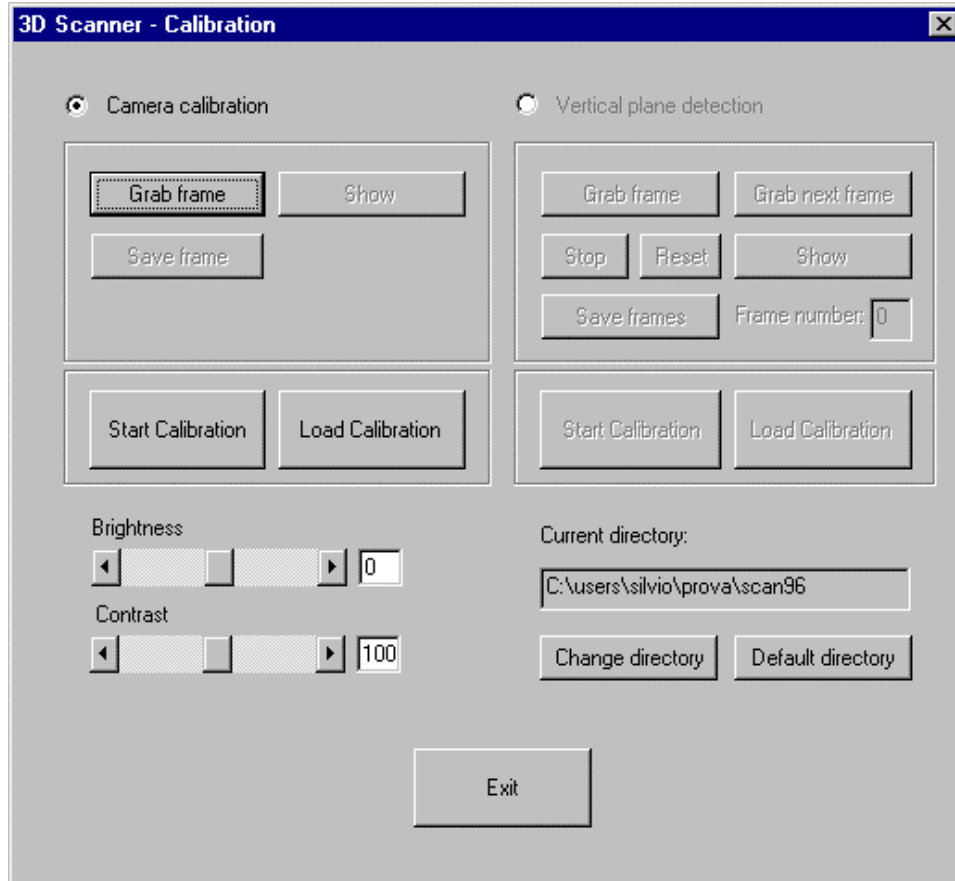 3D Scanner - Calibration
Camera calibration
Grab frame
Show
Save frame
Start Calibration
Load Calibration
Vertical plane detection
Grab frame
Grab next frame
Stop
Reset
Show
Save frames
Frame number: 0
Start Calibration
Load Calibration
Brightness
0
Contrast
100
Current directory:
C:\users\silvio\prova\scan96
Change directory
Default directory
Exit